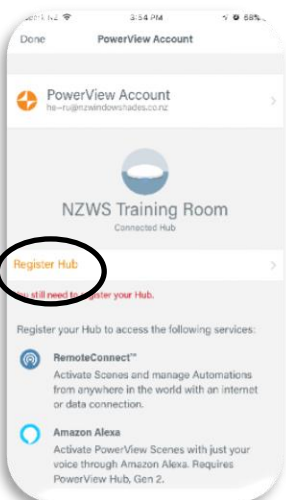 3:54 PM
68%
Done PowerView Account
PowerView Account
NZWS Training Room
Connected Hub
Register Hub
You still need to register your Hub.
Register your Hub to access the following services:
RemoteConnect™
Activate Scenes and manage Automations
from anywhere in the world with an internet
or data connection.
Amazon Alexa
Activate PowerView Scenes with just your
voice through Amazon Alexa. Requires
PowerView Hub, Gen 2.